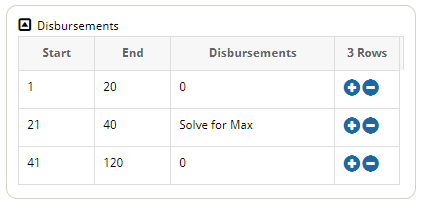 Disbursements
Start End Disbursements 3 Rows
1 20 0
21 40 Solve for Max
41 120 0